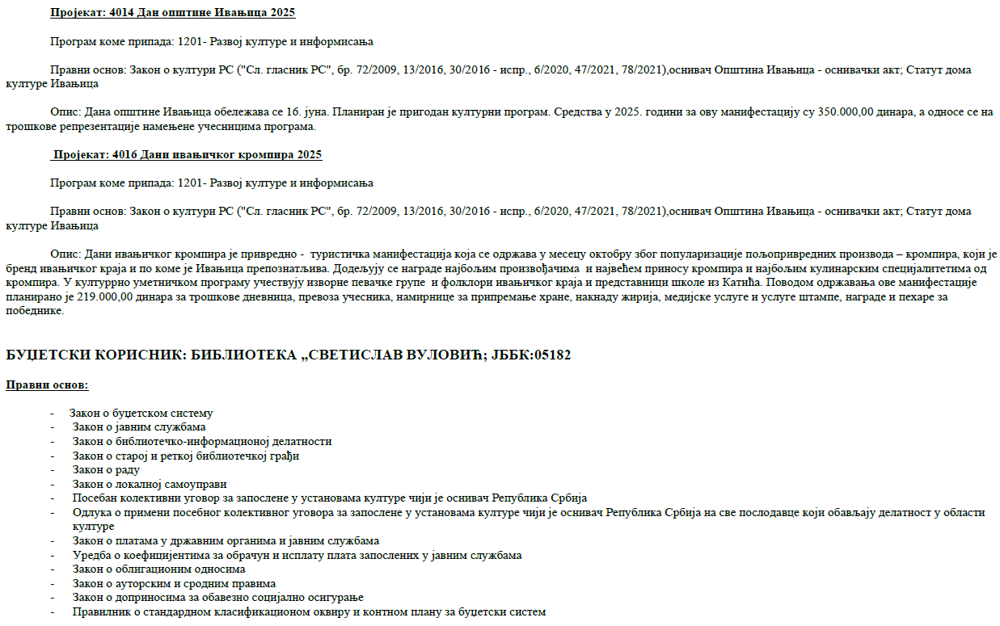 Пројекат: 4014 Дан општине Ивањица 2025
Програм коме припада: 1201- Развој културе и информисања
Правни основ: Закон о култури РС ("Сл. гласник РС", бр. 72/2009, 13/2016, 30/2016 - испр., 6/2020, 47/2021, 78/2021),оснивач Општина Ивањица - оснивачки акт; Статут дома
културе Ивањица
Опис: Дана општине Ивањица обележава се 16. јуна. Планиран је пригодан културни програм. Средства у 2025. години за ову манифестацију су 350.000,00 динара, а односе се на
трошкове репрезентације намењене учесницима програма.
Пројекат: 4016 Дани ивањичког кромпира 2025
Програм коме припада: 1201- Развој културе и информисања
Правни основ: Закон о култури РС ("Сл. гласник РС", бр. 72/2009, 13/2016, 30/2016 - испр., 6/2020, 47/2021, 78/2021),оснивач Општина Ивањица - оснивачки акт; Статут дома
културе Ивањица
Опис: Дани ивањичког кромпира је привредно - туристичка манифестација која се одржава у месецу октобру због популаризације пољопривредних производа – кромпира, који је
бренд ивањичког краја и по коме је Ивањица препознатљива. Додељују се награде најбољим произвођачима и највећем приносу кромпира и најбољим кулинарским специјалитетима од
кромпира. У културрно уметничком програму учествују изворне певачке групе и фолклори ивањичког краја и представници школе из Катића. Поводом одржавања ове манифестације
планирано је 219.000,00 динара за трошкове дневница, превоза учесника, намирнице за припремање хране, накнаду жирија, медијске услуге и услуге штампе, награде и пехаре за
победнике.
БУЏЕТСКИ КОРИСНИК: БИБЛИОТЕКА „СВЕТИСЛАВ ВУЛОВИЋ; ЈББК:05182
Правни основ:
- Закон о буџетском систему
- Закон о јавним службама
- Закон о библиотечко-информационој делатности
- Закон о старој и реткој библиотечкој грађи
- Закон о раду
- Закон о локалној самоуправи
- Посебан колективни уговор за запослене у установама културе чији је оснивач Република Србија
- Одлука о примени посебног колективног уговора за запослене у установама културе чији је оснивач Република Србија на све послодавце који обављају делатност у области
културе
- Закон о платама у државним органима и јавним службама
- Уредба о коефицијентима за обрачун и исплату плата запослених у јавним службама
- Закон о облигационим односима
- Закон о ауторским и сродним правима
- Закон о доприносима за обавезно социјално осигурање
- Правилник о стандардном класификационом оквиру и контном плану за буџетски систем